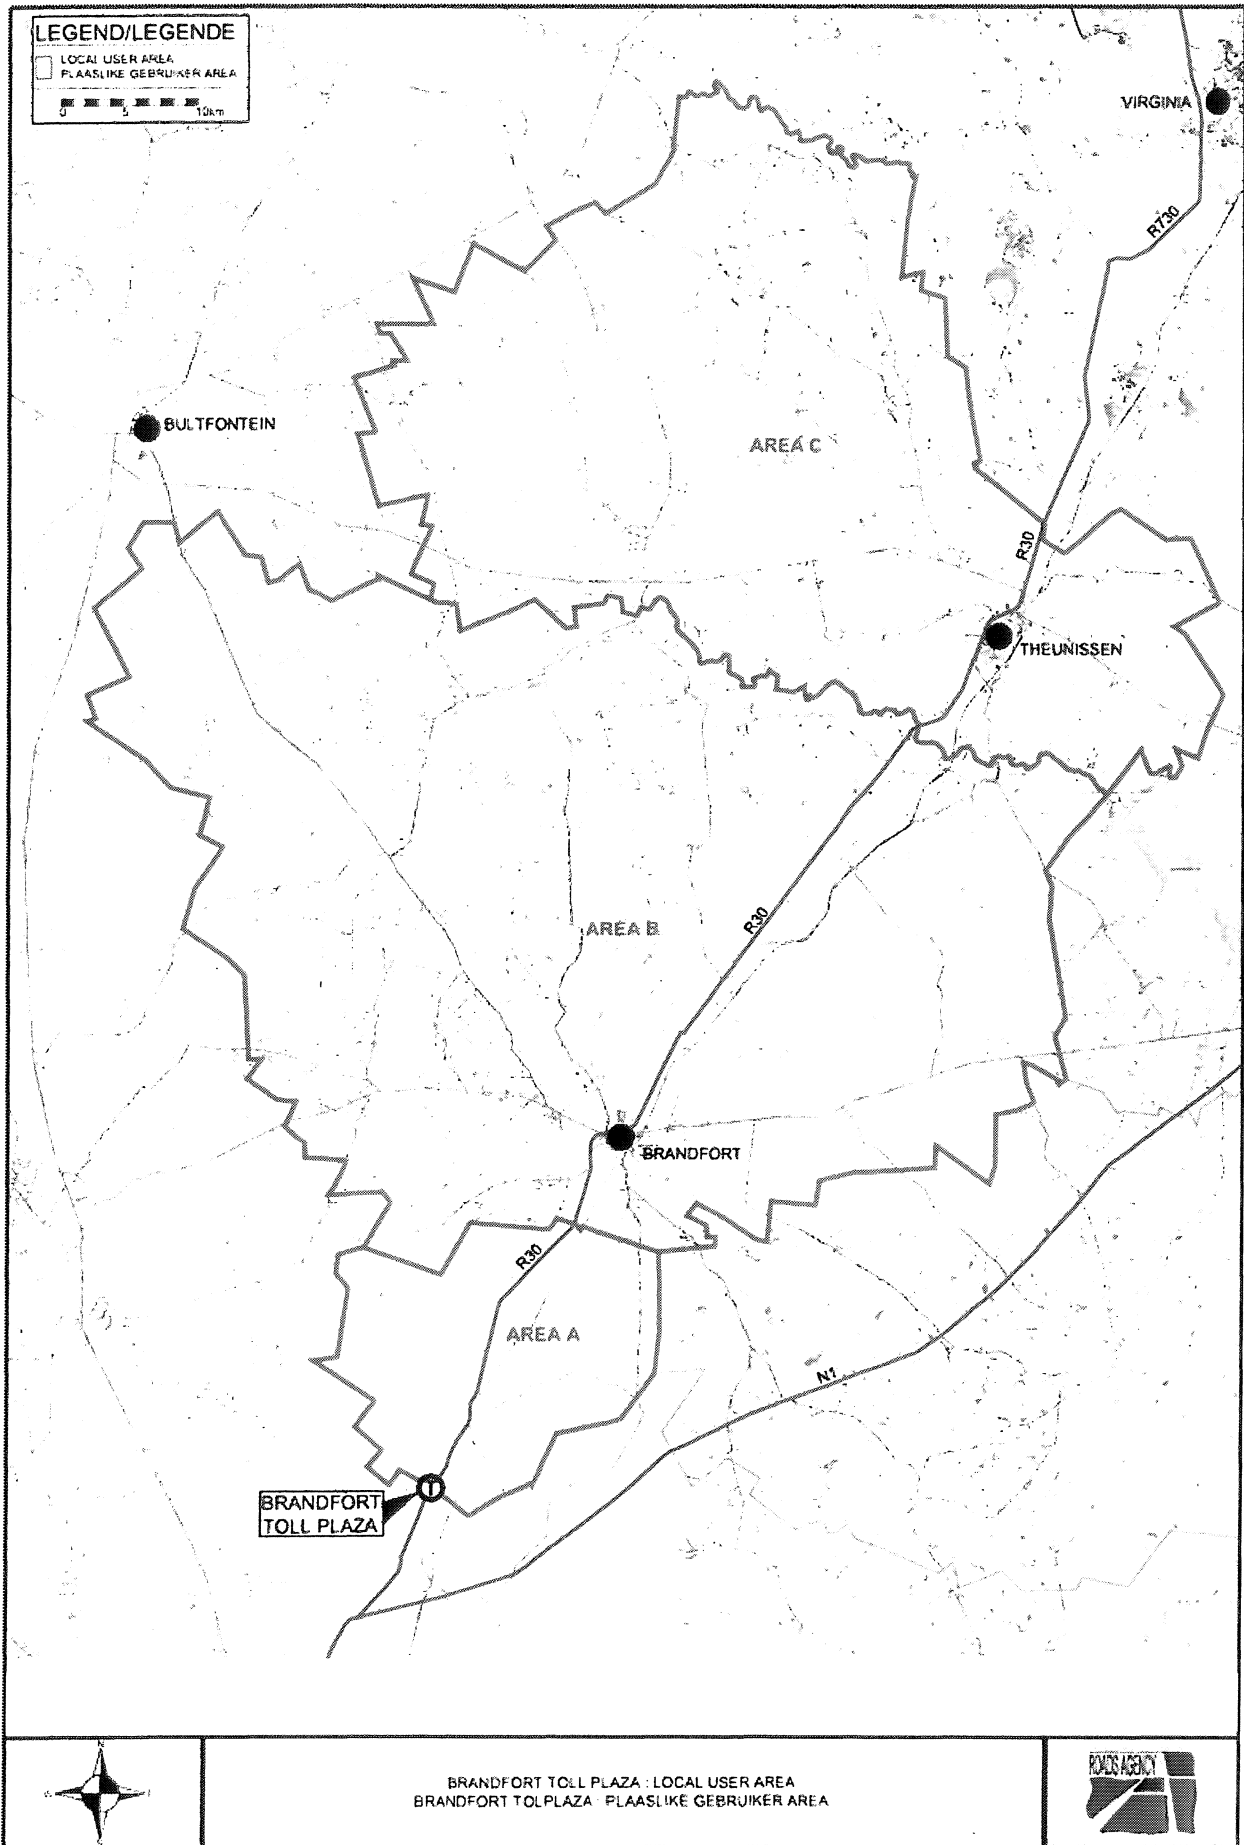 LEGEND/LEGENDE
LOCAL USER AREA
PLAASLIKE GEBRUIKER AREA
0 5 10km
VIRGINIA
R730
BULTFONTEIN
AREA C
R30
THEUNISSEN
AREA B
R30
BRANDFORT
R30
AREA A
N1
BRANDFORT
TOLL PLAZA
T
BRANDFORT TOLL PLAZA : LOCAL USER AREA
BRANDFORT TOLPLAZA : PLAASLIKE GEBRUIKER AREA
ROADS AGENCY
N